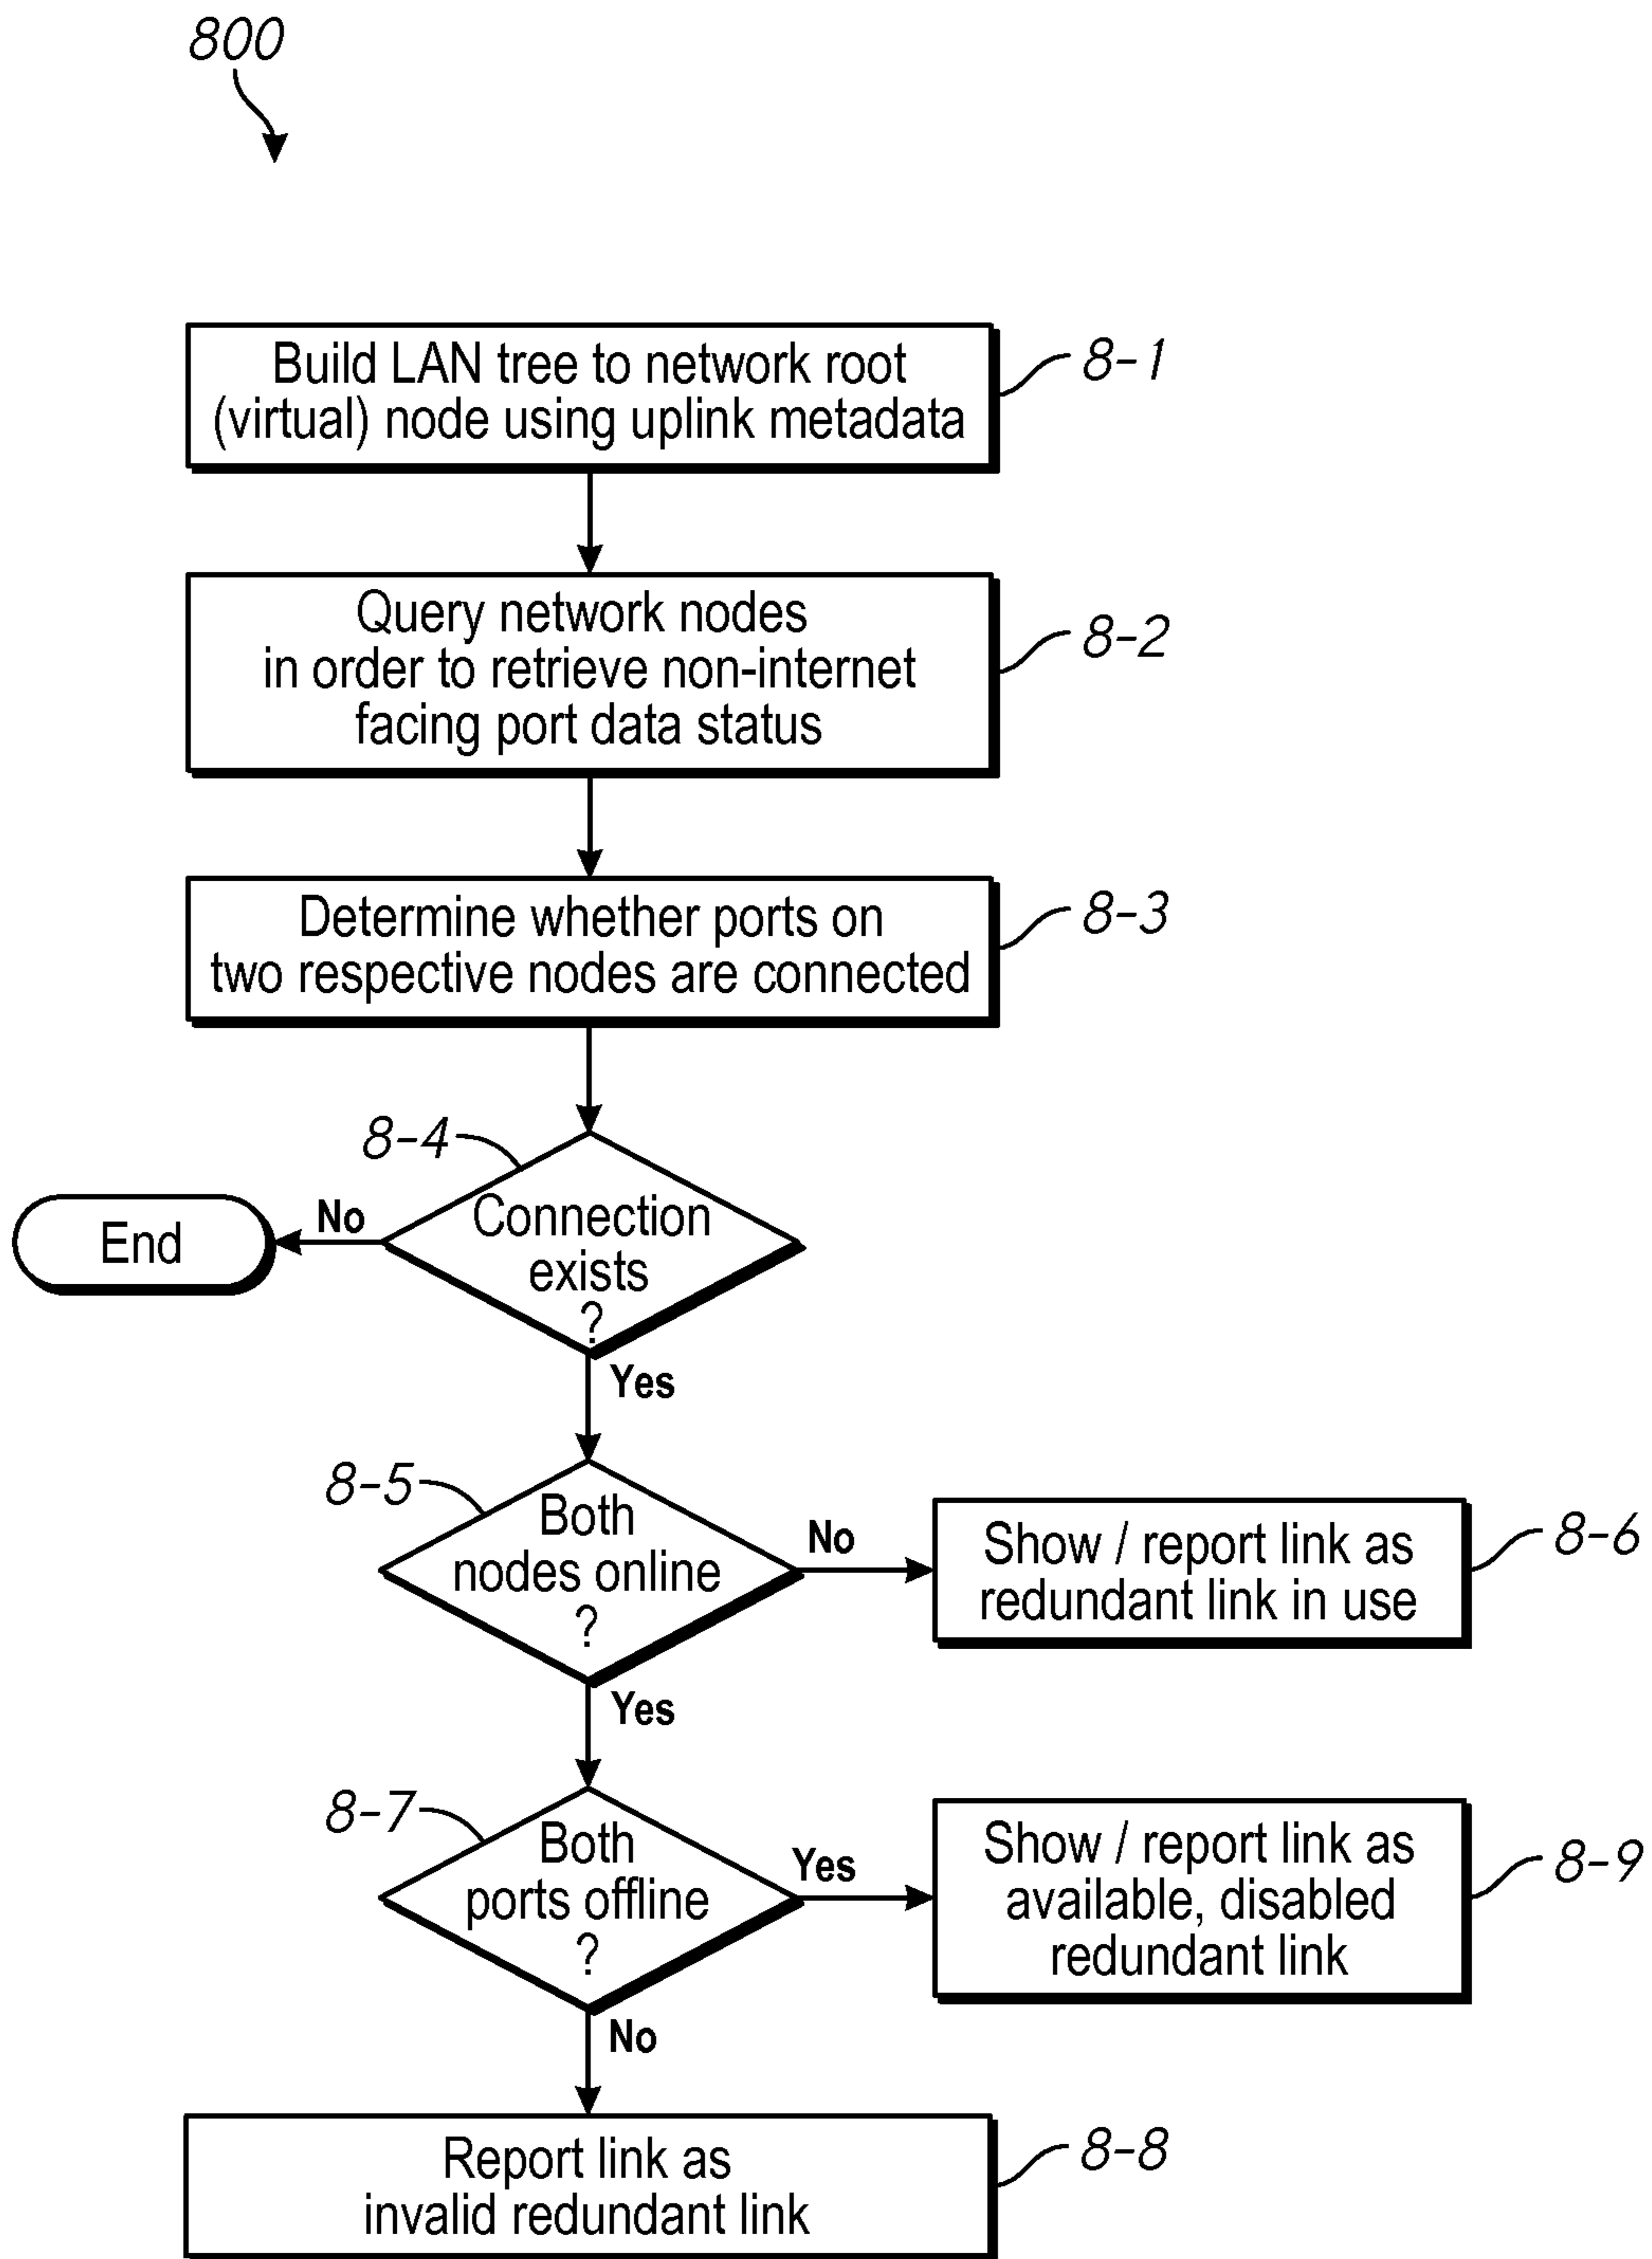 800
Build LAN tree to network root
(virtual) node using uplink metadata
8-1
Query network nodes
in order to retrieve non-internet
facing port data status
8-2
Determine whether ports on
two respective nodes are connected
8-3
8-4
Connection
exists
?
No
End
Yes
8-5
Both
nodes online
?
No
Show / report link as
redundant link in use
8-6
Yes
8-7
Both
ports offline
?
Yes
Show / report link as
available, disabled
redundant link
8-9
No
Report link as
invalid redundant link
8-8